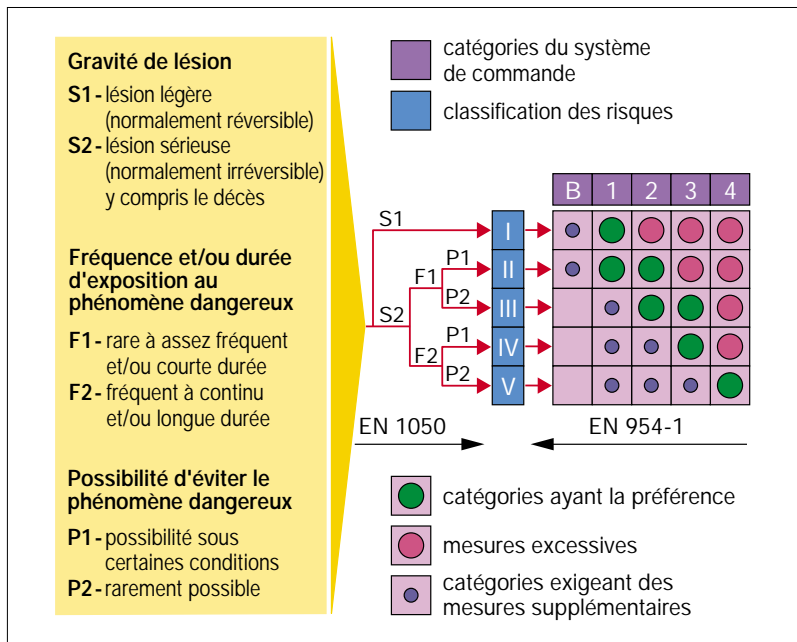 Gravité de lésion
S1- lésion légère
(normalement réversible)
S2- lésion sérieuse
(normalement irréversible)
y compris le décès
Fréquence et/ou durée
d'exposition au
phénomène dangereux
F1- rare à assez fréquent
et/ou courte durée
F2- fréquent à continu
et/ou longue durée
Possibilité d'éviter le
phénomène dangereux
P1- possibilité sous
certaines conditions
P2- rarement possible
catégories du système
de commande
classification des risques
B 1 2 3 4
S1
I
P1
II
F1
P2
III
S2
P1
IV
F2
P2
V
EN 1050
EN 954-1
catégories ayant la préférence
mesures excessives
catégories exigeant des
mesures supplémentaires